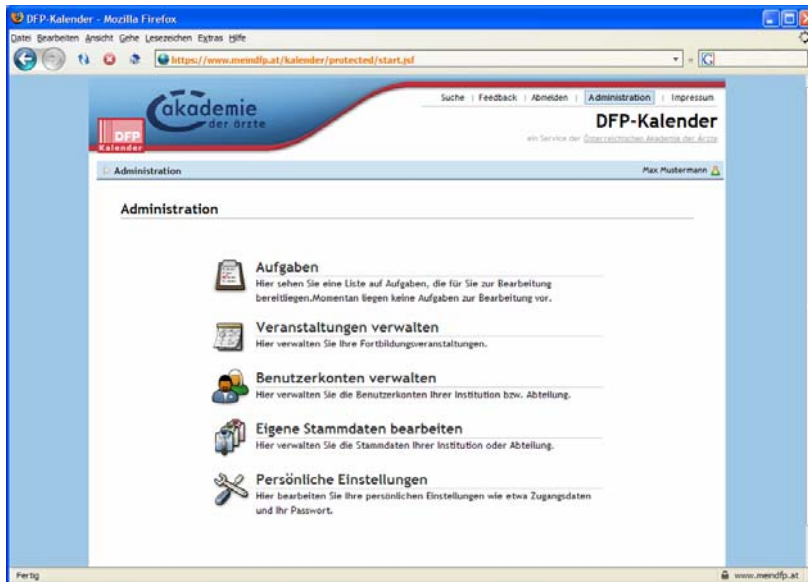 DFP-Kalender - Mozilla Firefox
Datei Bearbeiten Ansicht Gehe Lesezeichen Extras Hilfe
https://www.meindfp.at/kalender/protected/start.jsf
akademie
der ärzte
DFP
Kalender
Suche | Feedback | Abmelden | Administration | Impressum
DFP-Kalender
ein Service der Österreichischen Akademie der Ärzte
Administration
Max Mustermann
Administration
Aufgaben
Hier sehen Sie eine Liste auf Aufgaben, die für Sie zur Bearbeitung
bereitliegen.Momentan liegen keine Aufgaben zur Bearbeitung vor.
Veranstaltungen verwalten
Hier verwalten Sie Ihre Fortbildungsveranstaltungen.
Benutzerkonten verwalten
Hier verwalten Sie die Benutzerkonten Ihrer Institution bzw. Abteilung.
Eigene Stammdaten bearbeiten
Hier verwalten Sie die Stammdaten Ihrer Institution oder Abteilung.
Persönliche Einstellungen
Hier bearbeiten Sie Ihre persönlichen Einstellungen wie etwa Zugangsdaten
und Ihr Passwort.
Fertig
www.meindfp.at